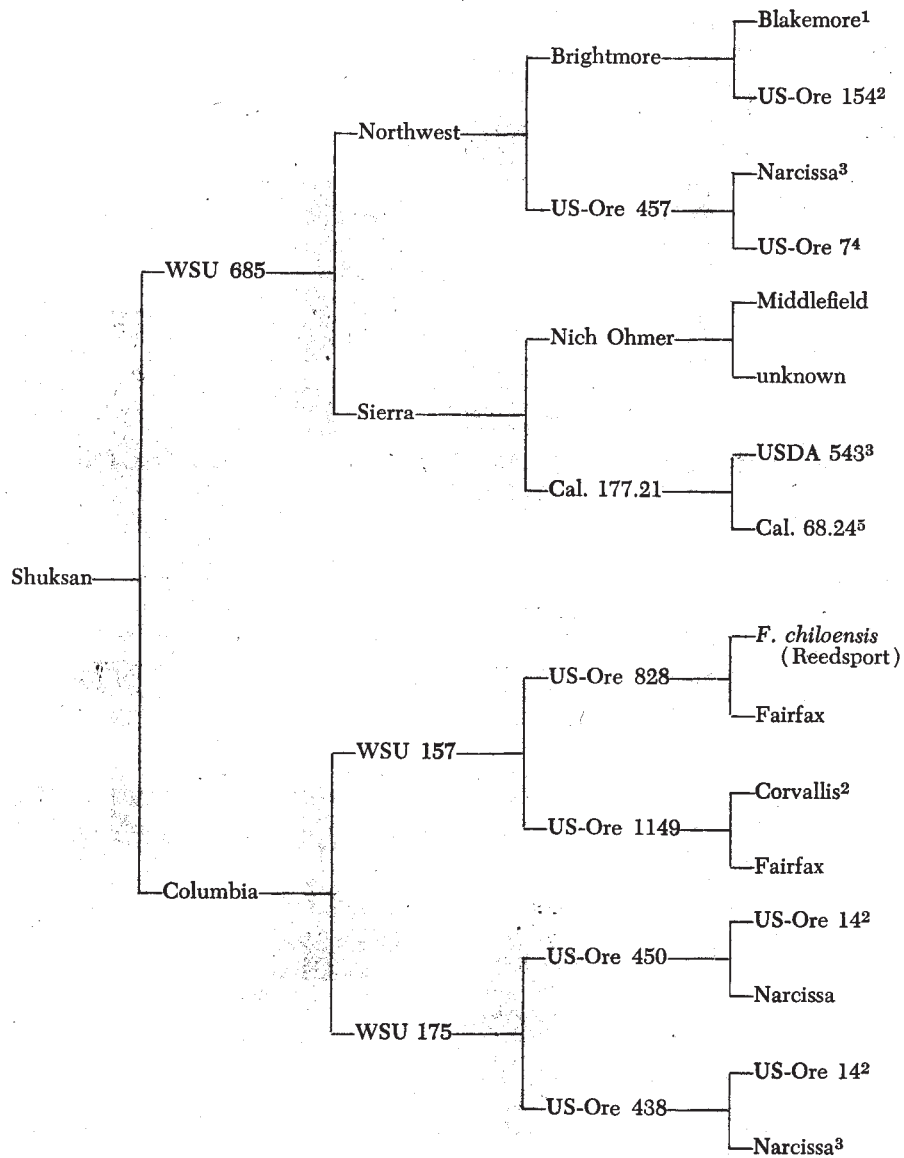 Blakemore¹
Brightmore
US-Ore 154²
Northwest
Narcissa³
US-Ore 457
US-Ore 7⁴
WSU 685
Middlefield
Nich Ohmer
unknown
Sierra
USDA 543³
Cal. 177.21
Cal. 68.24⁵
Shuksan
F. chiloensis
(Reedsport)
US-Ore 828
Fairfax
WSU 157
Corvallis²
US-Ore 1149
Fairfax
Columbia
US-Ore 14²
US-Ore 450
Narcissa
WSU 175
US-Ore 14²
US-Ore 438
Narcissa³